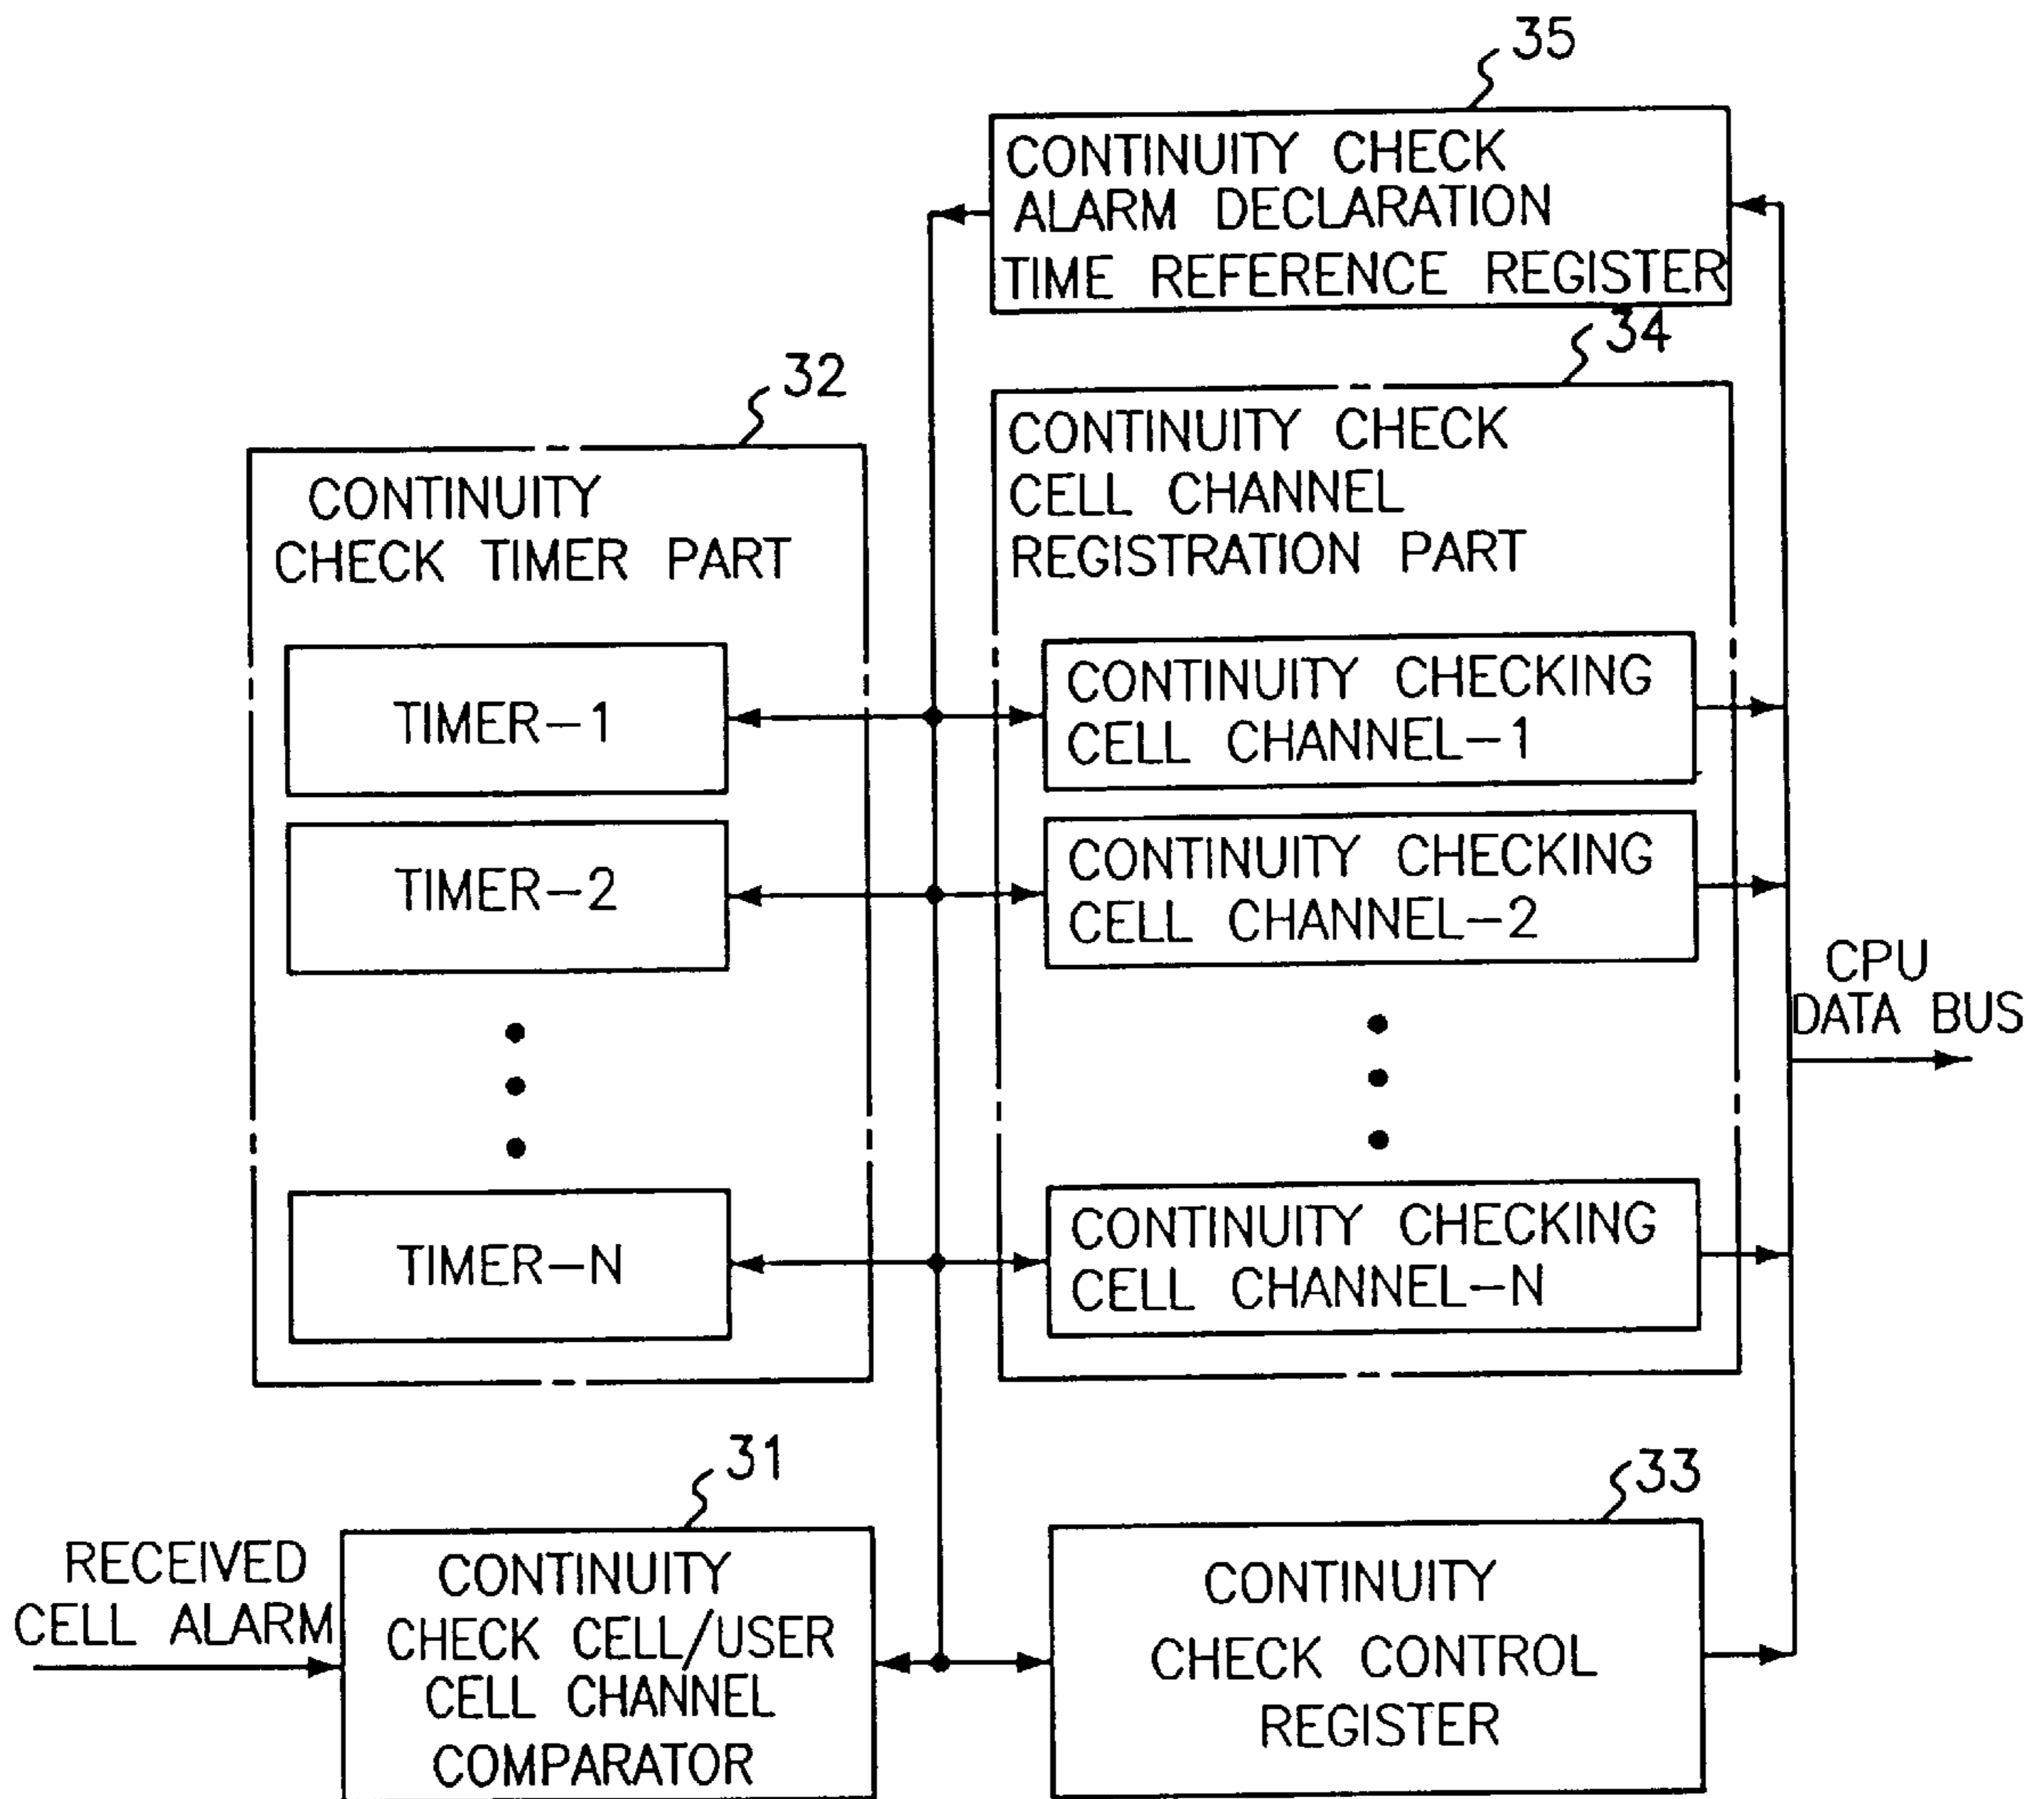 35
CONTINUITY CHECK
ALARM DECLARATION
TIME REFERENCE REGISTER
34
CONTINUITY CHECK
CELL CHANNEL
REGISTRATION PART
32
CONTINUITY
CHECK TIMER PART
TIMER-1
CONTINUITY CHECKING
CELL CHANNEL-1
TIMER-2
CONTINUITY CHECKING
CELL CHANNEL-2
CPU
DATA BUS
TIMER-N
CONTINUITY CHECKING
CELL CHANNEL-N
31
RECEIVED
CELL ALARM
CONTINUITY
CHECK CELL/USER
CELL CHANNEL
COMPARATOR
33
CONTINUITY
CHECK CONTROL
REGISTER